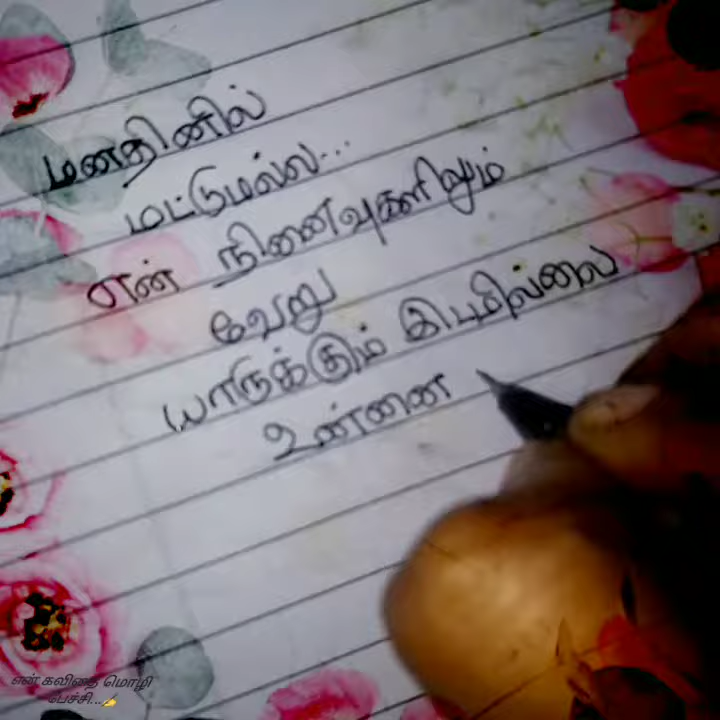 மனதினில்
மட்டுமல்ல...
என் நினைவுகளிலும்
வேறு
யாருக்கும் இடமில்லை
உன்னை
என் கவிதை மொழி
பேச்சி...✍